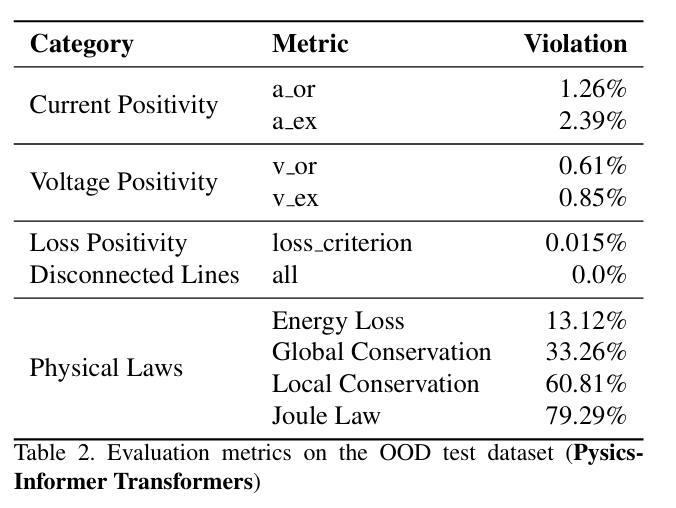 Category Metric Violation
Current Positivity
a_or 1.26%
a_ex 2.39%
Voltage Positivity
v_or 0.61%
v_ex 0.85%
Loss Positivity loss_criterion 0.015%
Disconnected Lines all 0.0%
Physical Laws
Energy Loss 13.12%
Global Conservation 33.26%
Local Conservation 60.81%
Joule Law 79.29%
Table 2. Evaluation metrics on the OOD test dataset (Pysics-
Informer Transformers)